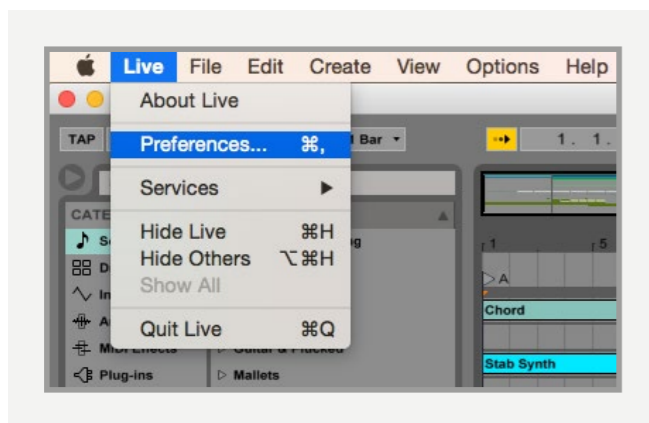 Live File Edit Create View Options Help
About Live
TAP Preferences... ⌘, Bar 1. 1.
Services
CATE
Hide Live ⌘H
Hide Others ⌥⌘H
Show All
Quit Live ⌘Q
Plug-ins Mallets
1 5
A
Chord
Stab Synth